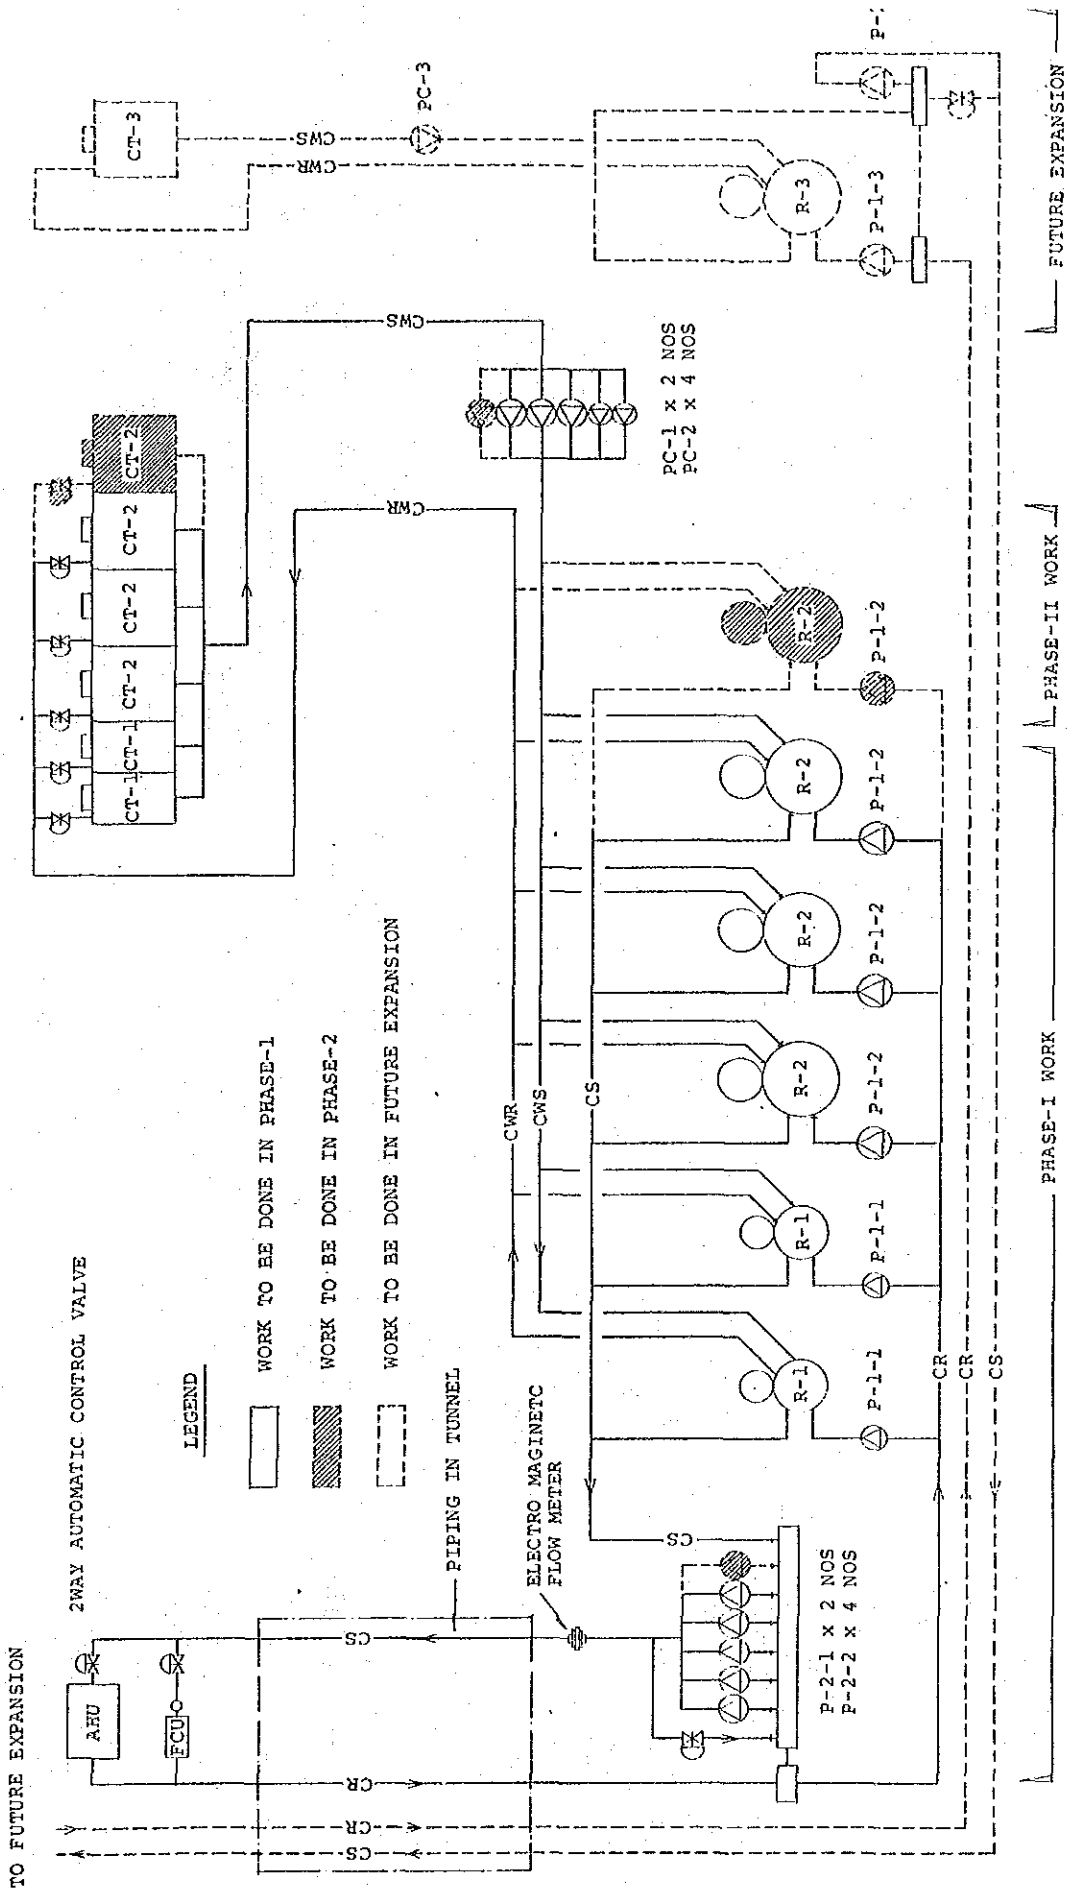 TO FUTURE EXPANSION
2WAY AUTOMATIC CONTROL VALVE
AHU
FCU
CS
CR
CR
CS
PIPING IN TUNNEL
ELECTRO MAGINETC
FLOW METER
CS
P-2-1 x 2 NOS
P-2-2 x 4 NOS
LEGEND
WORK TO BE DONE IN PHASE-1
WORK TO BE DONE IN PHASE-2
WORK TO BE DONE IN FUTURE EXPANSION
CT-1
CT-1
CT-2
CT-2
CT-2
CT-2
CWS
CWR
CWR
CWS
CS
PC-1 x 2 NOS
PC-2 x 4 NOS
R-1
R-1
R-2
R-2
R-2
R-2
P-1-1
P-1-1
P-1-2
P-1-2
P-1-2
P-1-2
CR
CR
CS
CT-3
CWS
CWR
PC-3
R-3
P-1-3
PHASE-I WORK
PHASE-II WORK
FUTURE EXPANSION